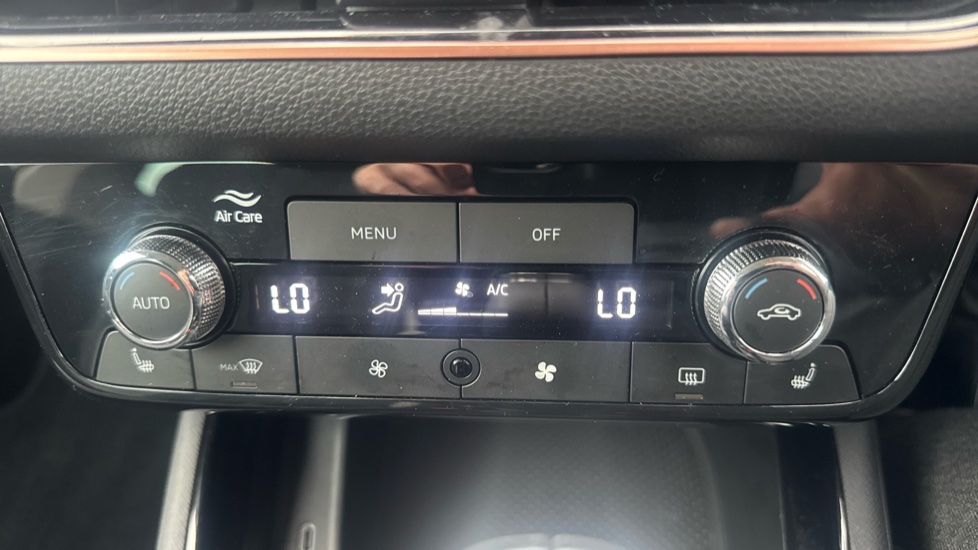 Air Care
MENU OFF
AUTO
LO A/C LO
MAX